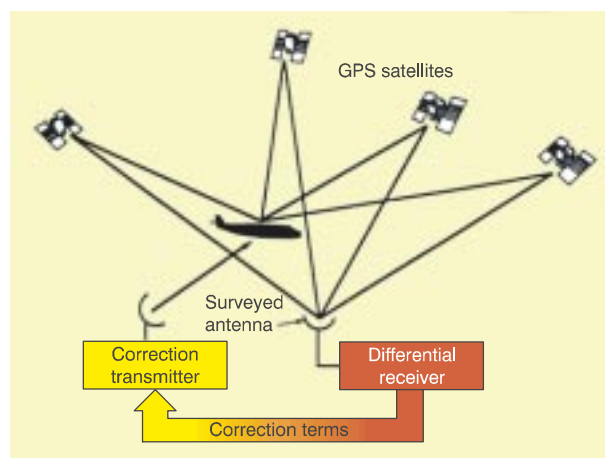 GPS satellites
Surveyed
antenna
Correction
transmitter
Differential
receiver
Correction terms